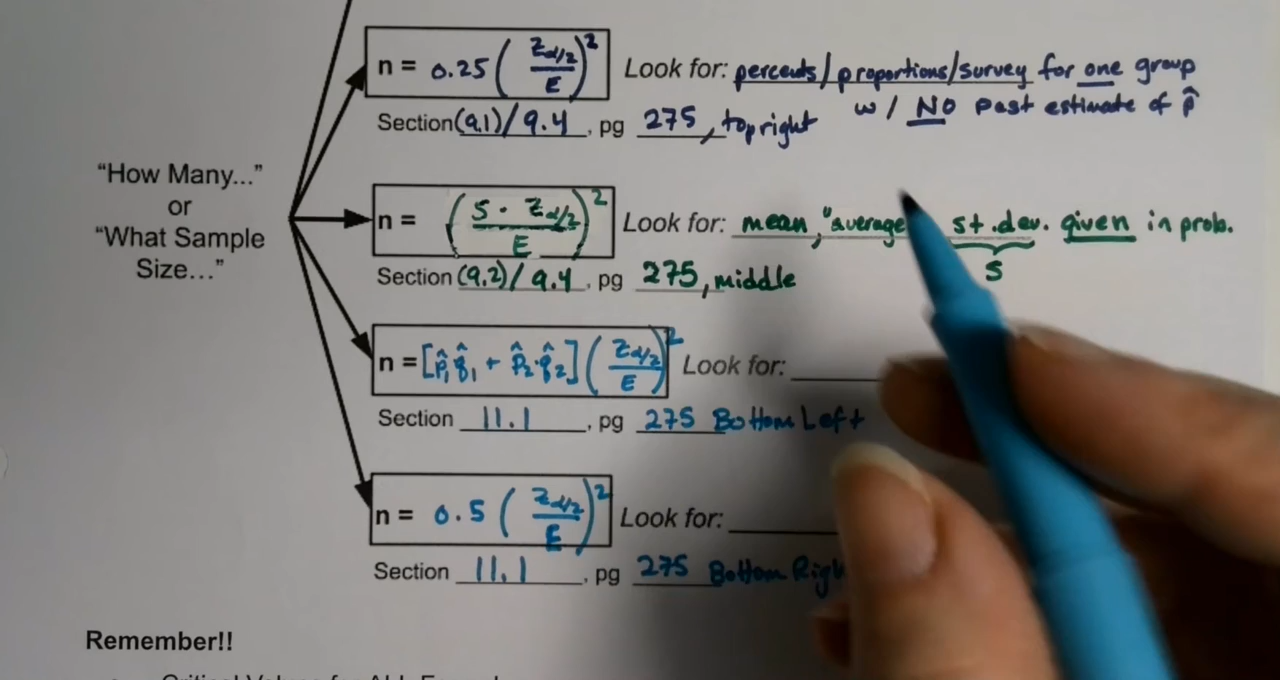 n = 0.25 ( Zα/2 / E )² Look for: percents/proportions/survey for one group
w/ NO past estimate of p̂
Section (9.1)/9.4, pg 275, top right
"How Many..."
or
"What Sample
Size..."
n = ( S · Zα/2 / E )² Look for: mean, "average st. dev. given in prob.
S
Section (9.2)/9.4, pg 275, middle
n = [p̂₁q̂₁ + p̂₂·q̂₂] ( Zα/2 / E )² Look for:
Section 11.1, pg 275 Bottom Left
n = 0.5 ( Zα/2 / E )² Look for:
Section 11.1, pg 275 Bottom
Remember!!